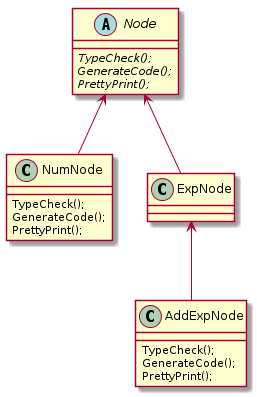 A Node
TypeCheck();
GenerateCode();
PrettyPrint();
C NumNode
TypeCheck();
GenerateCode();
PrettyPrint();
C ExpNode
C AddExpNode
TypeCheck();
GenerateCode();
PrettyPrint();